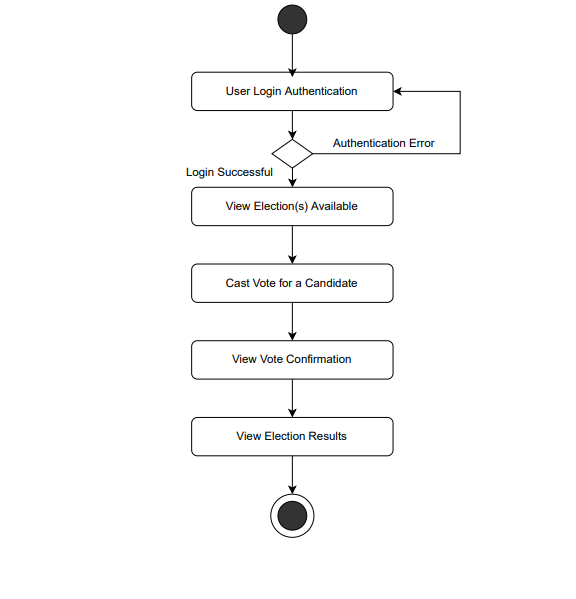 User Login Authentication
Authentication Error
Login Successful
View Election(s) Available
Cast Vote for a Candidate
View Vote Confirmation
View Election Results